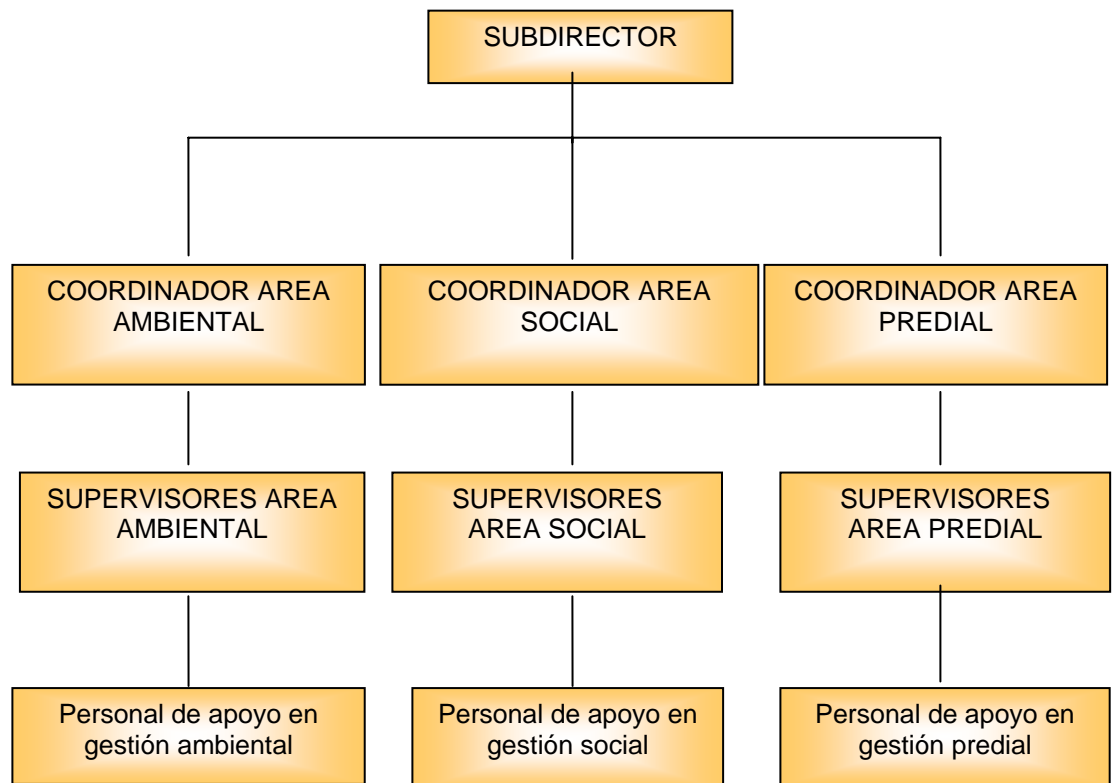 SUBDIRECTOR
COORDINADOR AREA
AMBIENTAL
COORDINADOR AREA
SOCIAL
COORDINADOR AREA
PREDIAL
SUPERVISORES AREA
AMBIENTAL
SUPERVISORES
AREA SOCIAL
SUPERVISORES
AREA PREDIAL
Personal de apoyo en
gestión ambiental
Personal de apoyo en
gestión social
Personal de apoyo en
gestión predial